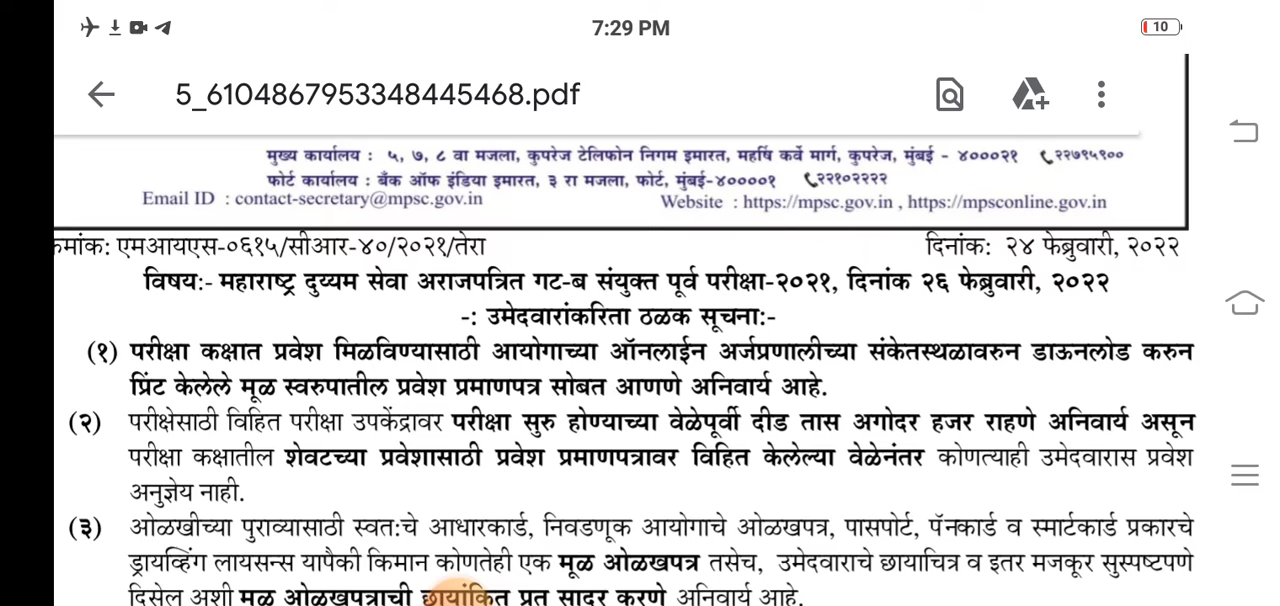 7:29 PM
10
5_6104867953348445468.pdf
मुख्य कार्यालय : ५, ७, ८ वा मजला, कुपरेज टेलिफोन निगम इमारत, महर्षि कर्वे मार्ग, कुपरेज, मुंबई - ४०००२१ २२७९५९००
फोर्ट कार्यालय : बँक ऑफ इंडिया इमारत, ३ रा मजला, फोर्ट, मुंबई-४००००१ २२१०२२२२
Email ID : contact-secretary@mpsc.gov.in Website : https://mpsc.gov.in , https://mpsconline.gov.in
क्रमांक: एमआयएस-०६१५/सीआर-४०/२०२१/तेरा दिनांक: २४ फेब्रुवारी, २०२२
विषय:- महाराष्ट्र दुय्यम सेवा अराजपत्रित गट-ब संयुक्त पूर्व परीक्षा-२०२१, दिनांक २६ फेब्रुवारी, २०२२
-: उमेदवारांकरिता ठळक सूचना:-
(१) परीक्षा कक्षात प्रवेश मिळविण्यासाठी आयोगाच्या ऑनलाईन अर्जप्रणालीच्या संकेतस्थळावरुन डाऊनलोड करुन
प्रिंट केलेले मूळ स्वरुपातील प्रवेश प्रमाणपत्र सोबत आणणे अनिवार्य आहे.
(२) परीक्षेसाठी विहित परीक्षा उपकेंद्रावर परीक्षा सुरु होण्याच्या वेळेपूर्वी दीड तास अगोदर हजर राहणे अनिवार्य असून
परीक्षा कक्षातील शेवटच्या प्रवेशासाठी प्रवेश प्रमाणपत्रावर विहित केलेल्या वेळेनंतर कोणत्याही उमेदवारास प्रवेश
अनुज्ञेय नाही.
(३) ओळखीच्या पुराव्यासाठी स्वत:चे आधारकार्ड, निवडणूक आयोगाचे ओळखपत्र, पासपोर्ट, पॅनकार्ड व स्मार्टकार्ड प्रकारचे
ड्रायव्हिंग लायसन्स यापैकी किमान कोणतेही एक मूळ ओळखपत्र तसेच, उमेदवाराचे छायाचित्र व इतर मजकूर सुस्पष्टपणे
दिसेल अशी मूळ ओळखपत्राची छायांकित प्रत सादर करणे अनिवार्य आहे.